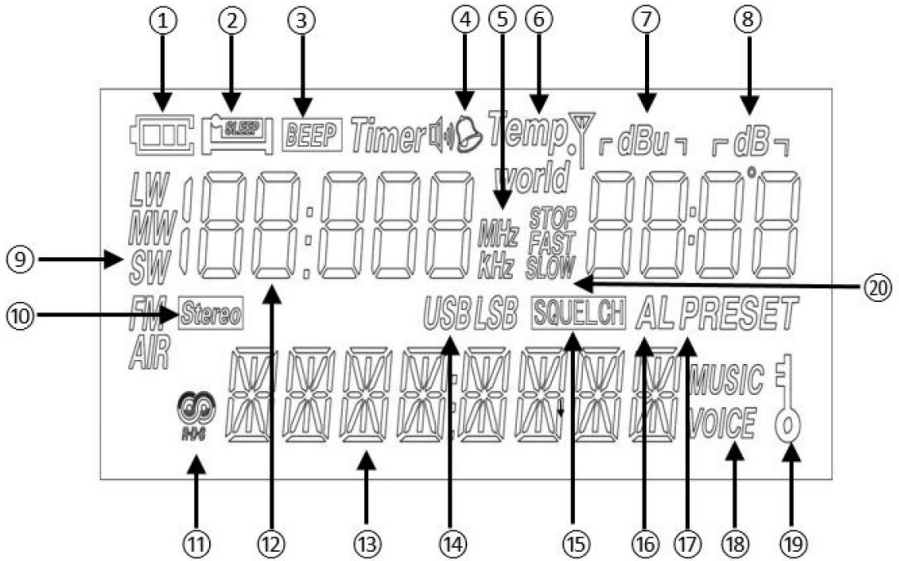 ① ② ③ ④ ⑤ ⑥ ⑦ ⑧
SLEEP BEEP Timer Temp. dBu dB
world
LW
MW MHz STOP
FAST
⑨ SW KHz SLOW
⑳
⑩ FM Stereo USB LSB SQUELCH AL PRESET
AIR
MUSIC
R·D·S VOICE
⑪ ⑫ ⑬ ⑭ ⑮ ⑯ ⑰ ⑱ ⑲